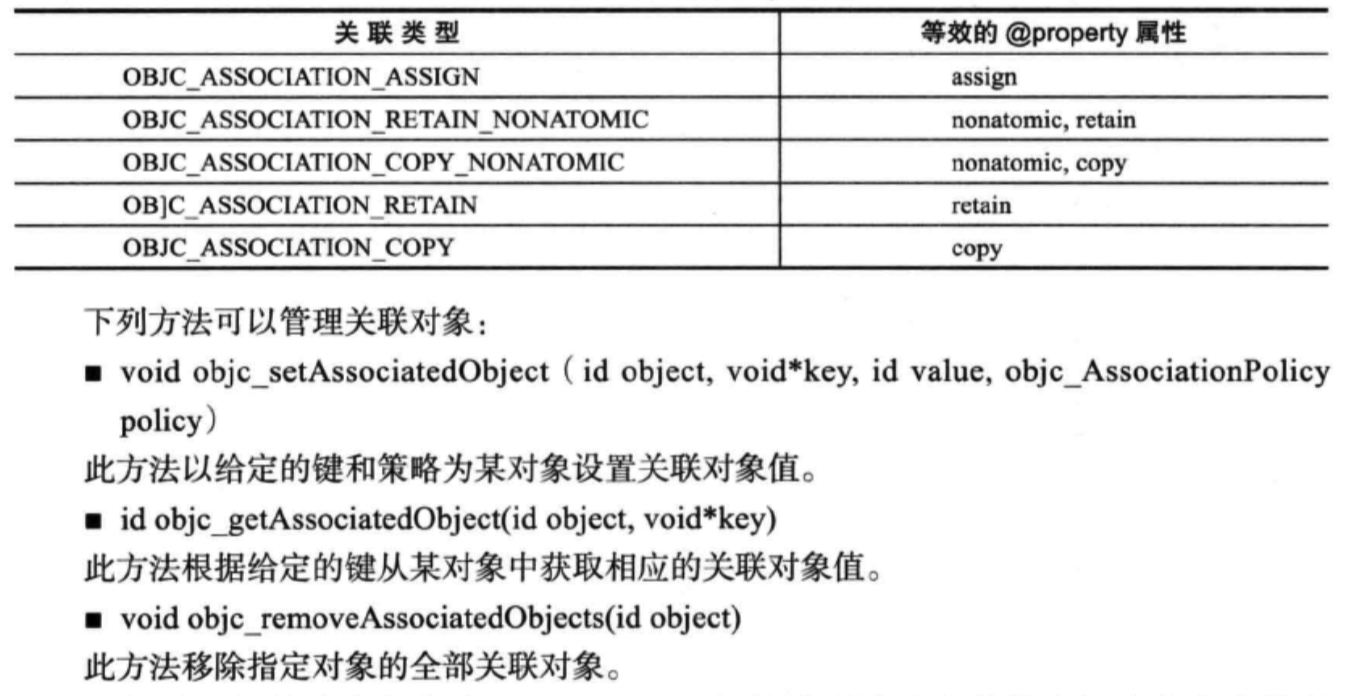 关联类型 等效的 @property 属性
OBJC_ASSOCIATION_ASSIGN assign
OBJC_ASSOCIATION_RETAIN_NONATOMIC nonatomic, retain
OBJC_ASSOCIATION_COPY_NONATOMIC nonatomic, copy
OB]C_ASSOCIATION_RETAIN retain
OBJC_ASSOCIATION_COPY copy
下列方法可以管理关联对象：
■ void objc_setAssociatedObject（id object, void*key, id value, objc_AssociationPolicy
policy）
此方法以给定的键和策略为某对象设置关联对象值。
■ id objc_getAssociatedObject(id object, void*key)
此方法根据给定的键从某对象中获取相应的关联对象值。
■ void objc_removeAssociatedObjects(id object)
此方法移除指定对象的全部关联对象。